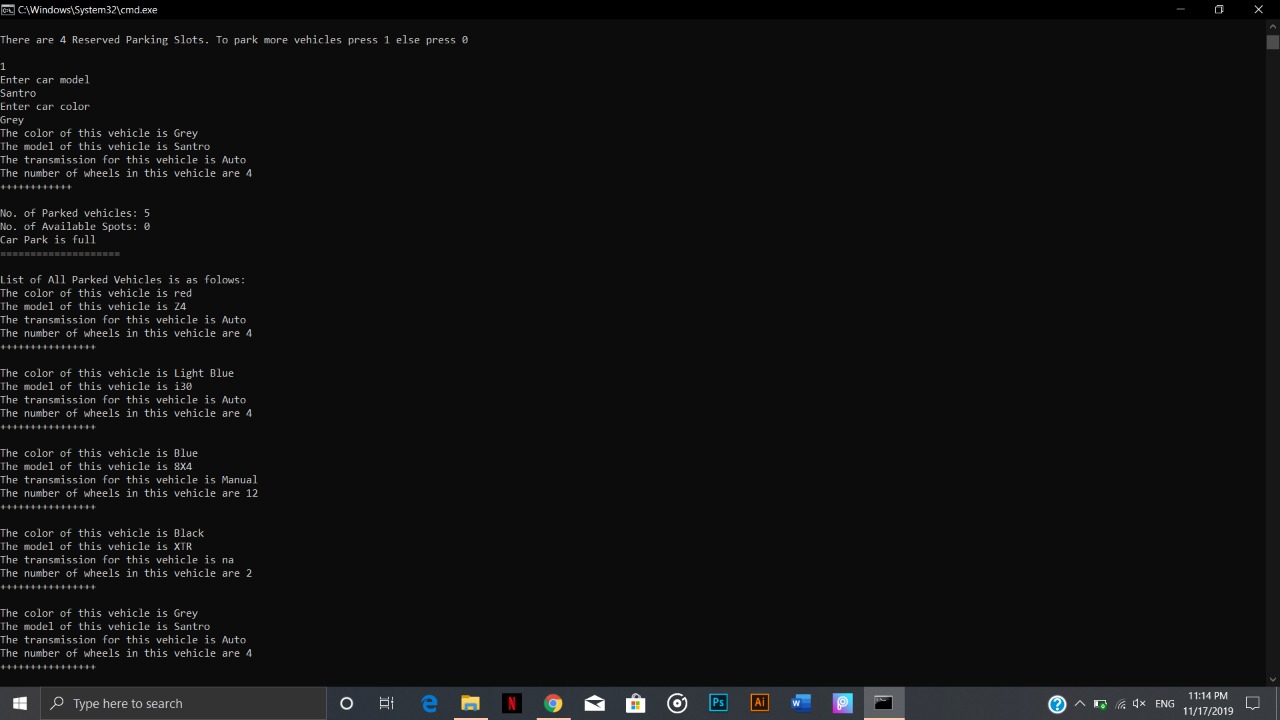 C:\Windows\System32\cmd.exe
There are 4 Reserved Parking Slots. To park more vehicles press 1 else press 0
1
Enter car model
Santro
Enter car color
Grey
The color of this vehicle is Grey
The model of this vehicle is Santro
The transmission for this vehicle is Auto
The number of wheels in this vehicle are 4
++++++++++++
No. of Parked vehicles: 5
No. of Available Spots: 0
Car Park is full
====================
List of All Parked Vehicles is as folows:
The color of this vehicle is red
The model of this vehicle is Z4
The transmission for this vehicle is Auto
The number of wheels in this vehicle are 4
++++++++++++++++
The color of this vehicle is Light Blue
The model of this vehicle is i30
The transmission for this vehicle is Auto
The number of wheels in this vehicle are 4
++++++++++++++++
The color of this vehicle is Blue
The model of this vehicle is 8X4
The transmission for this vehicle is Manual
The number of wheels in this vehicle are 12
++++++++++++++++
The color of this vehicle is Black
The model of this vehicle is XTR
The transmission for this vehicle is na
The number of wheels in this vehicle are 2
++++++++++++++++
The color of this vehicle is Grey
The model of this vehicle is Santro
The transmission for this vehicle is Auto
The number of wheels in this vehicle are 4
++++++++++++++++
Type here to search
Ps
Ai
ENG
11:14 PM
11/17/2019